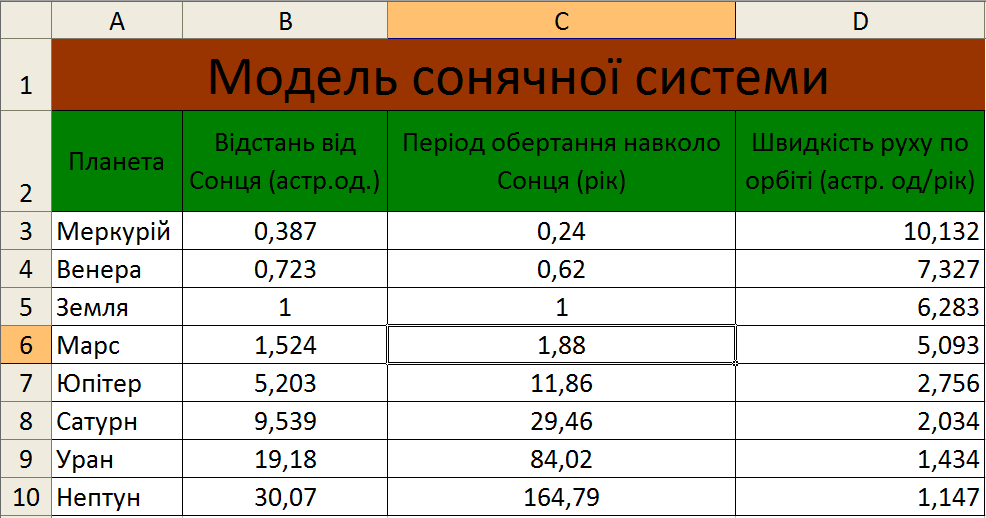 A B C D
1 Модель сонячної системи
2 Планета Відстань від Сонця (астр.од.) Період обертання навколо Сонця (рік) Швидкість руху по орбіті (астр. од/рік)
3 Меркурій 0,387 0,24 10,132
4 Венера 0,723 0,62 7,327
5 Земля 1 1 6,283
6 Марс 1,524 1,88 5,093
7 Юпітер 5,203 11,86 2,756
8 Сатурн 9,539 29,46 2,034
9 Уран 19,18 84,02 1,434
10 Нептун 30,07 164,79 1,147